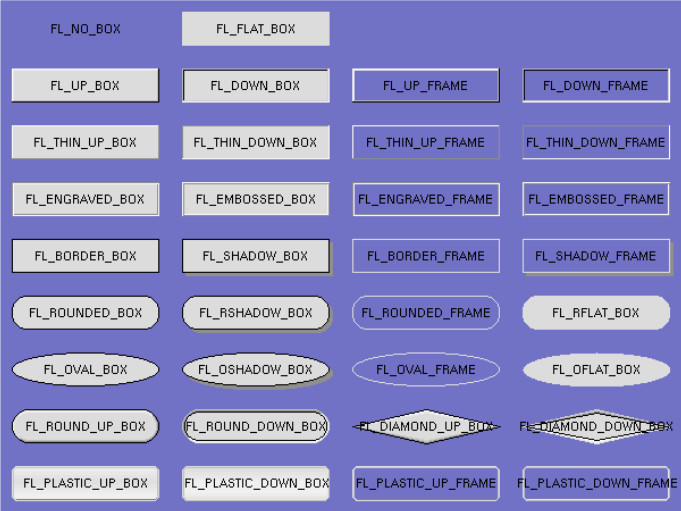 FL_NO_BOX FL_FLAT_BOX
FL_UP_BOX FL_DOWN_BOX FL_UP_FRAME FL_DOWN_FRAME
FL_THIN_UP_BOX FL_THIN_DOWN_BOX FL_THIN_UP_FRAME FL_THIN_DOWN_FRAME
FL_ENGRAVED_BOX FL_EMBOSSED_BOX FL_ENGRAVED_FRAME FL_EMBOSSED_FRAME
FL_BORDER_BOX FL_SHADOW_BOX FL_BORDER_FRAME FL_SHADOW_FRAME
FL_ROUNDED_BOX FL_RSHADOW_BOX FL_ROUNDED_FRAME FL_RFLAT_BOX
FL_OVAL_BOX FL_OSHADOW_BOX FL_OVAL_FRAME FL_OFLAT_BOX
FL_ROUND_UP_BOX FL_ROUND_DOWN_BOX FL_DIAMOND_UP_BOX FL_DIAMOND_DOWN_BOX
FL_PLASTIC_UP_BOX FL_PLASTIC_DOWN_BOX FL_PLASTIC_UP_FRAME FL_PLASTIC_DOWN_FRAME